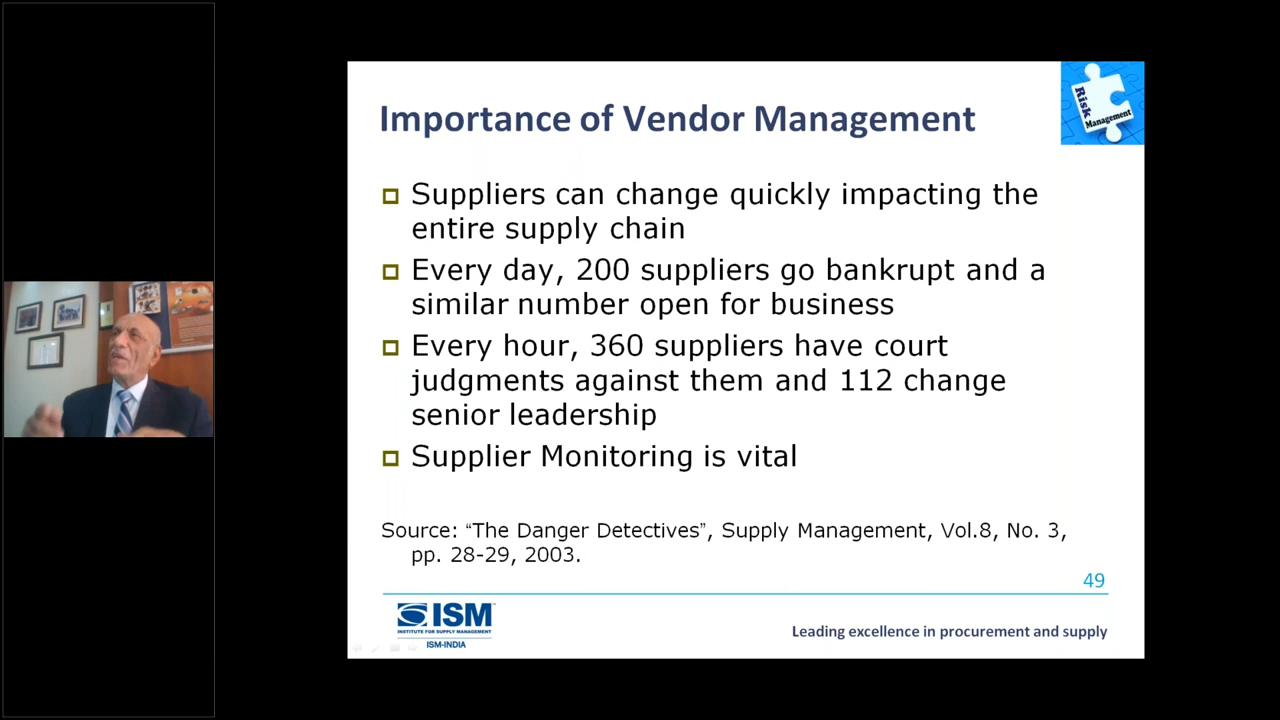 Importance of Vendor Management
Risk
Management
Suppliers can change quickly impacting the
entire supply chain
Every day, 200 suppliers go bankrupt and a
similar number open for business
Every hour, 360 suppliers have court
judgments against them and 112 change
senior leadership
Supplier Monitoring is vital
Source: “The Danger Detectives”, Supply Management, Vol.8, No. 3,
pp. 28-29, 2003.
49
ISM
INSTITUTE FOR SUPPLY MANAGEMENT
ISM-INDIA
Leading excellence in procurement and supply